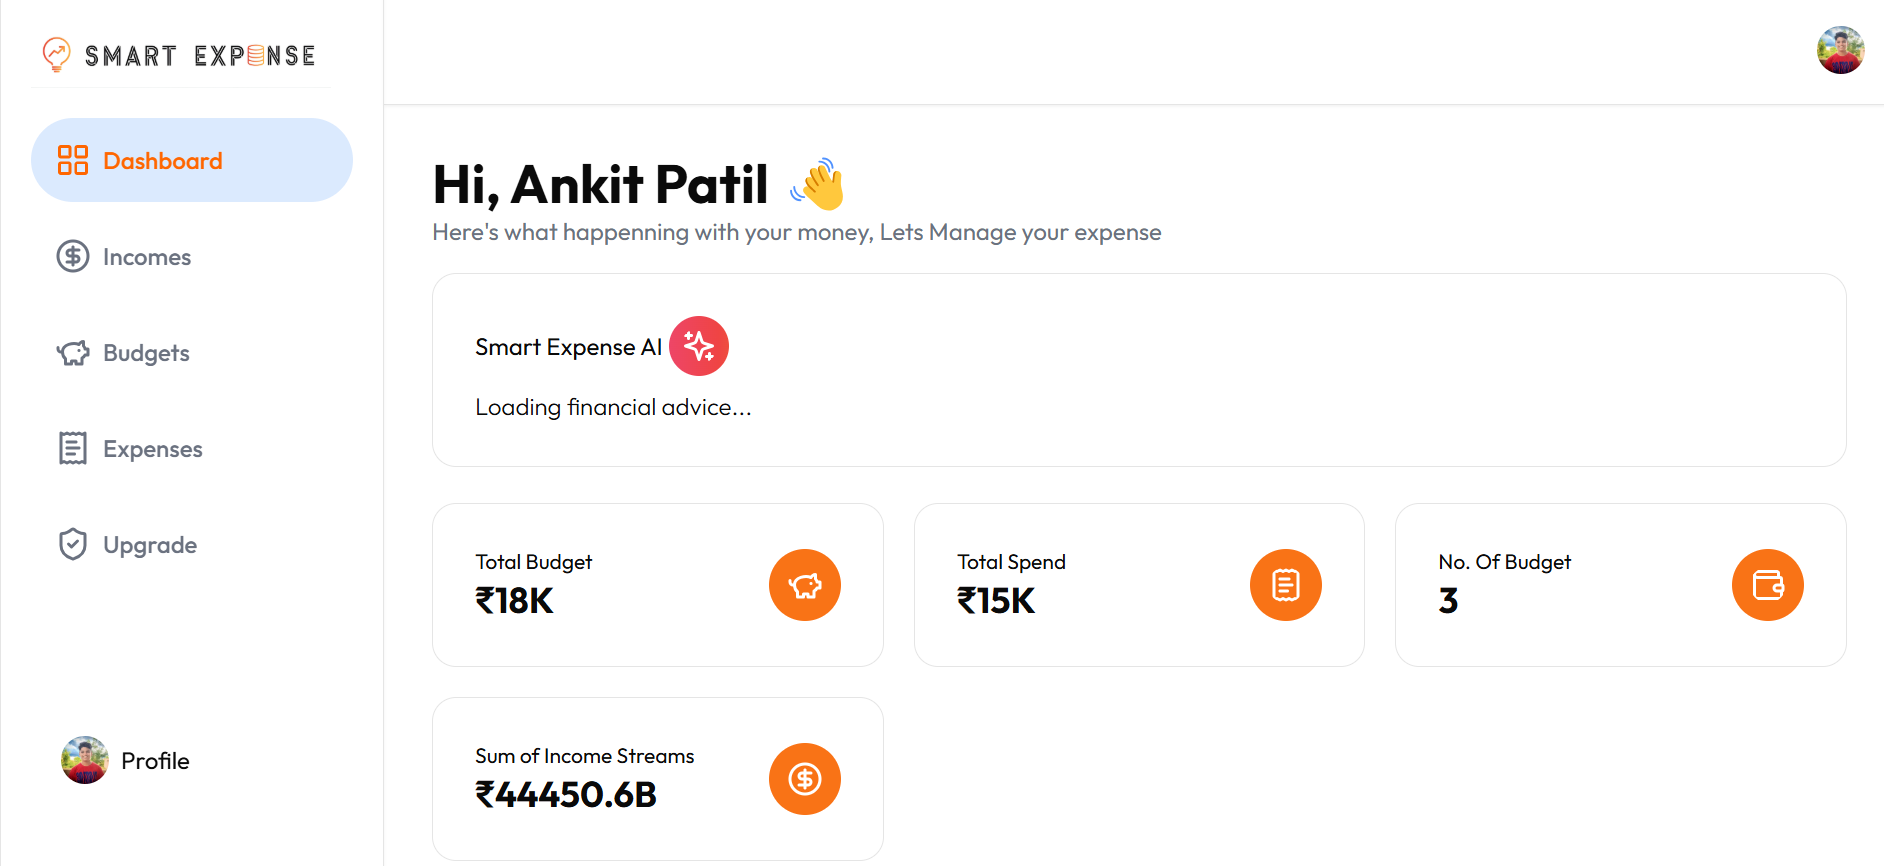 SMART EXPENSE
Dashboard
Incomes
Budgets
Expenses
Upgrade
Profile
Hi, Ankit Patil 👋
Here's what happenning with your money, Lets Manage your expense
Smart Expense AI
Loading financial advice...
Total Budget
₹18K
Total Spend
₹15K
No. Of Budget
3
Sum of Income Streams
₹44450.6B